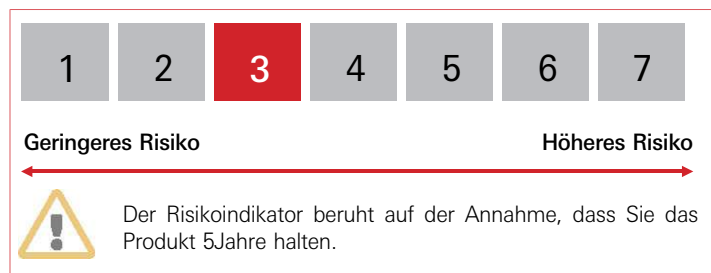 1 2 3 4 5 6 7
Geringeres Risiko Höheres Risiko
Der Risikoindikator beruht auf der Annahme, dass Sie das
Produkt 5Jahre halten.